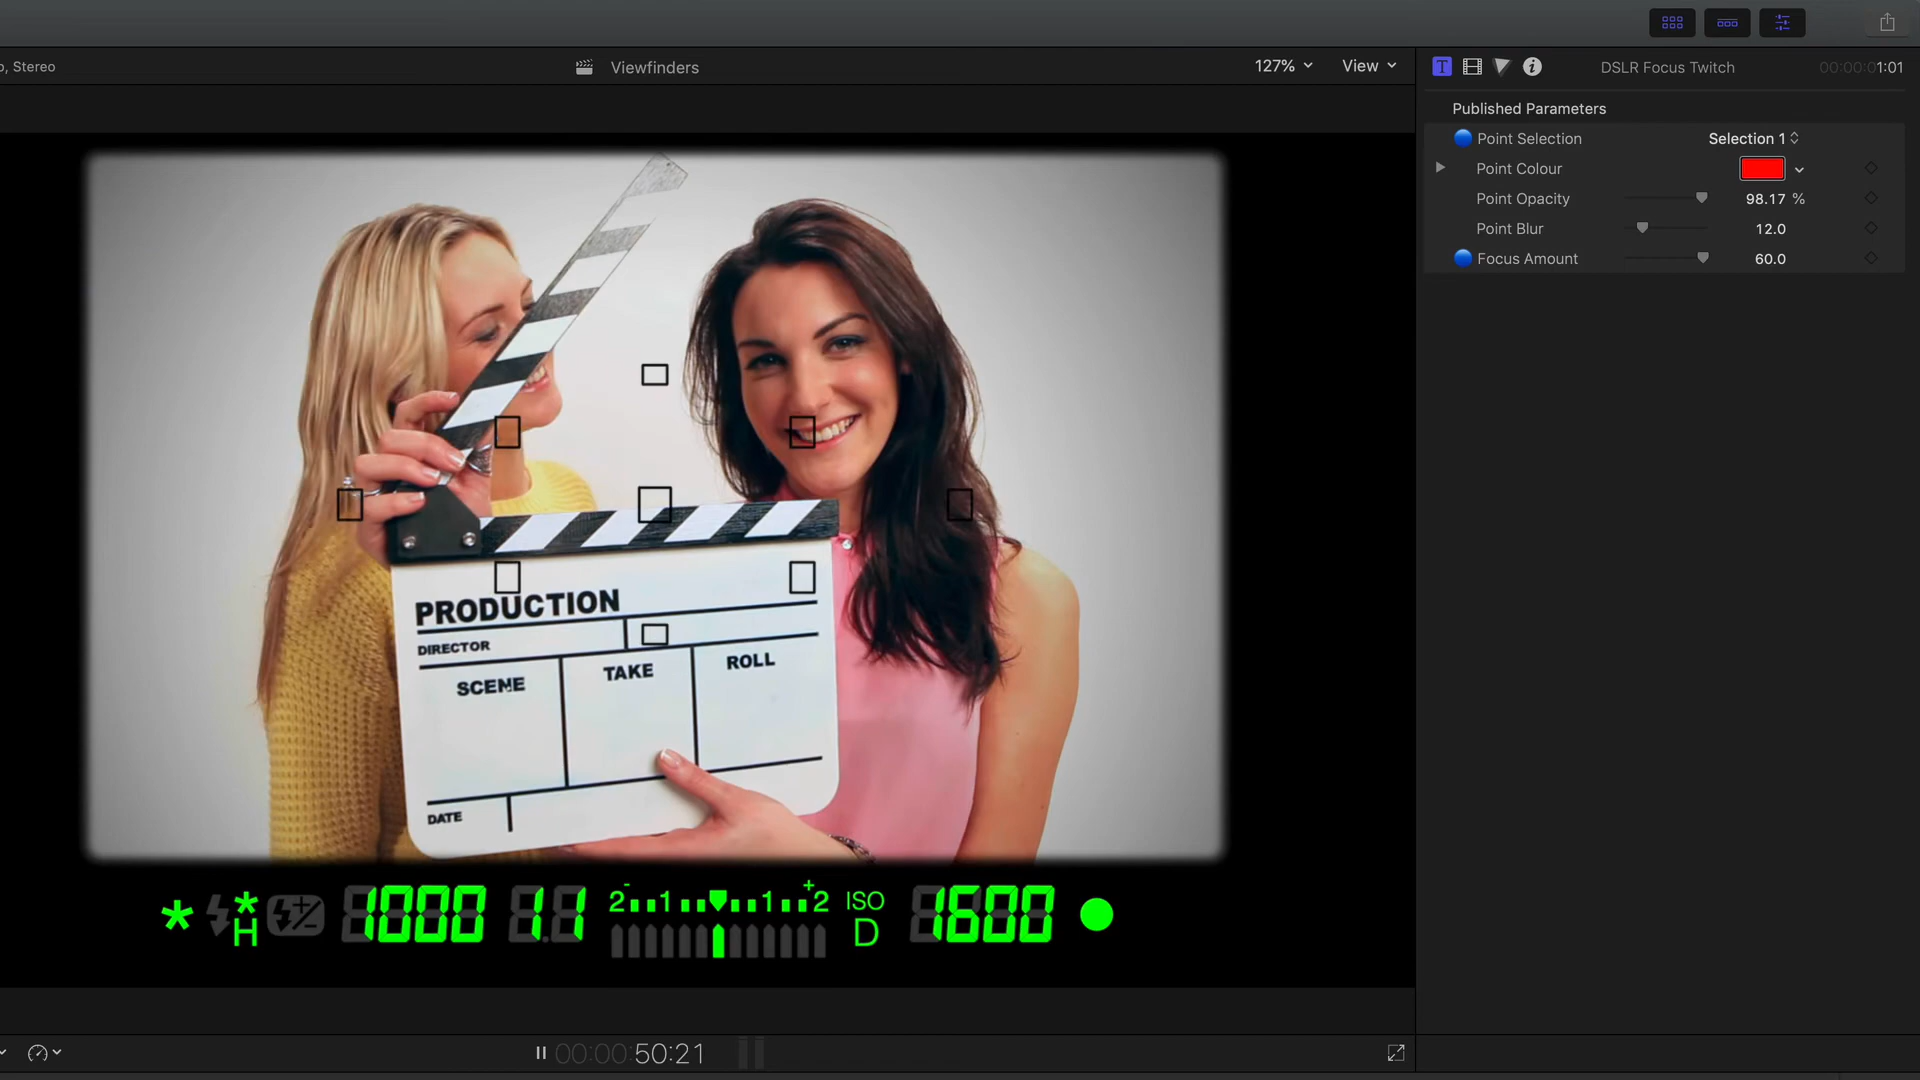 o, Stereo
Viewfinders
127%
View
T
i
DSLR Focus Twitch
00:00:01:01
Published Parameters
Point Selection
Selection 1
Point Colour
Point Opacity
98.17 %
Point Blur
12.0
Focus Amount
60.0
PRODUCTION
DIRECTOR
SCENE
TAKE
ROLL
DATE
* *H +/- 1000 11
- +
2..1..▼..1..2
ISO
D
1600
00:00:50:21